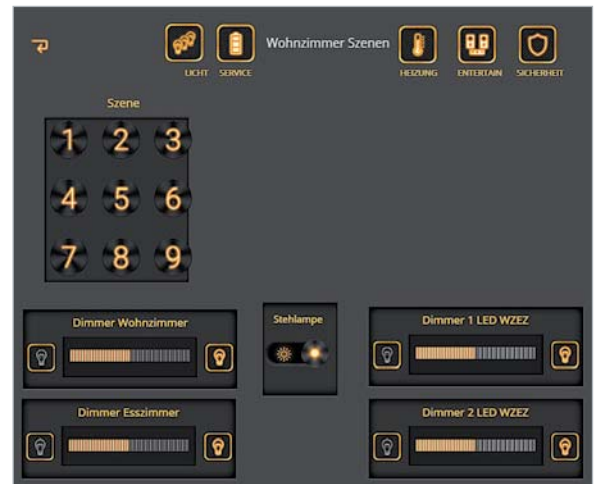 Wohnzimmer Szenen
LICHT SERVICE HEIZUNG ENTERTAIN SICHERHEIT
Szene
1 2 3
4 5 6
7 8 9
Dimmer Wohnzimmer
Stehlampe
Dimmer 1 LED WZEZ
Dimmer Esszimmer
Dimmer 2 LED WZEZ